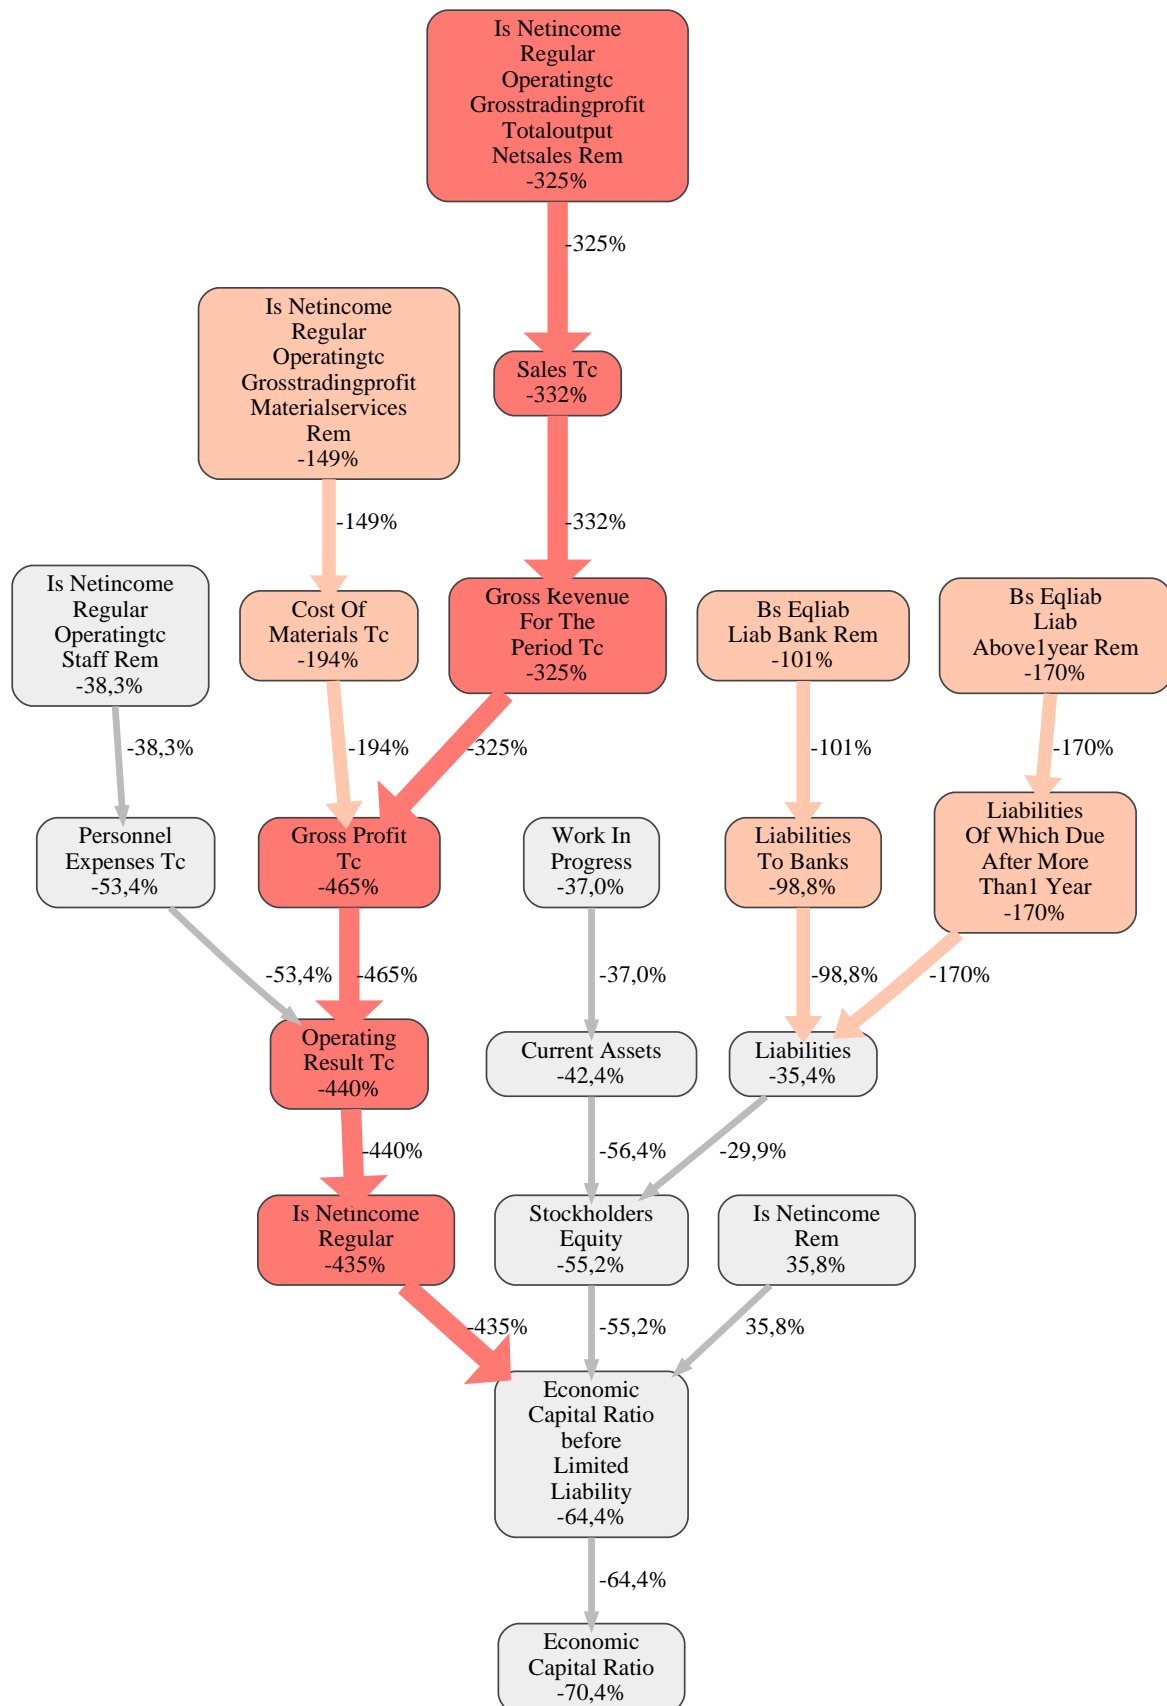 Is Netincome
Regular
Operatingtc
Grosstradingprofit
Totaloutput
Netsales Rem
-325%
-325%
Is Netincome
Regular
Operatingtc
Grosstradingprofit
Materialservices
Rem
-149%
Sales Tc
-332%
-149%
-332%
Is Netincome
Regular
Operatingtc
Staff Rem
-38,3%
Cost Of
Materials Tc
-194%
Gross Revenue
For The
Period Tc
-325%
Bs Eqliab
Liab Bank Rem
-101%
Bs Eqliab
Liab
Above1year Rem
-170%
-38,3%
-194%
-325%
-101%
-170%
Personnel
Expenses Tc
-53,4%
Gross Profit
Tc
-465%
Work In
Progress
-37,0%
Liabilities
To Banks
-98,8%
Liabilities
Of Which Due
After More
Than1 Year
-170%
-53,4%
-465%
-37,0%
-98,8%
-170%
Operating
Result Tc
-440%
Current Assets
-42,4%
Liabilities
-35,4%
-440%
-56,4%
-29,9%
Is Netincome
Regular
-435%
Stockholders
Equity
-55,2%
Is Netincome
Rem
35,8%
-435%
-55,2%
35,8%
Economic
Capital Ratio
before
Limited
Liability
-64,4%
-64,4%
Economic
Capital Ratio
-70,4%